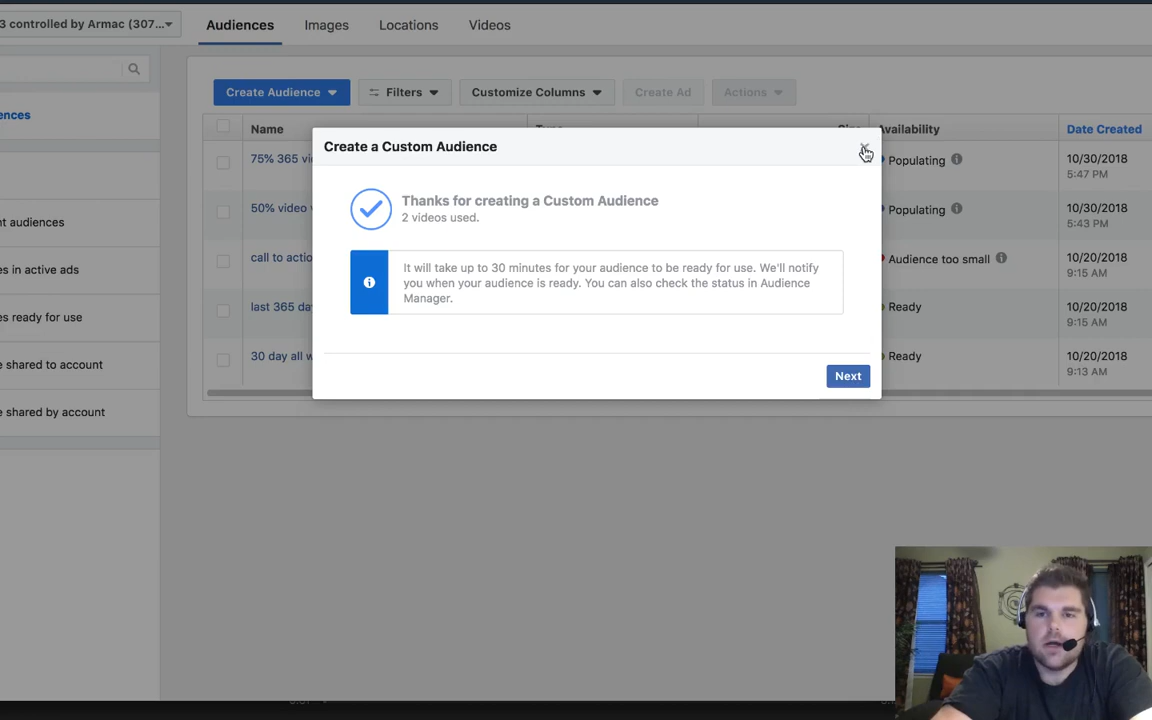 3 controlled by Armac (307...
Audiences
Images
Locations
Videos
Create Audience
Filters
Customize Columns
Create Ad
Actions
ences
Name
Availability
Date Created
Create a Custom Audience
75% 365 vi
Populating
10/30/2018
5:47 PM
Thanks for creating a Custom Audience
2 videos used.
50% video
Populating
10/30/2018
5:43 PM
nt audiences
call to actio
It will take up to 30 minutes for your audience to be ready for use. We'll notify
you when your audience is ready. You can also check the status in Audience
Manager.
Audience too small
10/20/2018
9:15 AM
es in active ads
last 365 da
Ready
10/20/2018
9:15 AM
es ready for use
30 day all w
Ready
10/20/2018
9:13 AM
e shared to account
Next
e shared by account